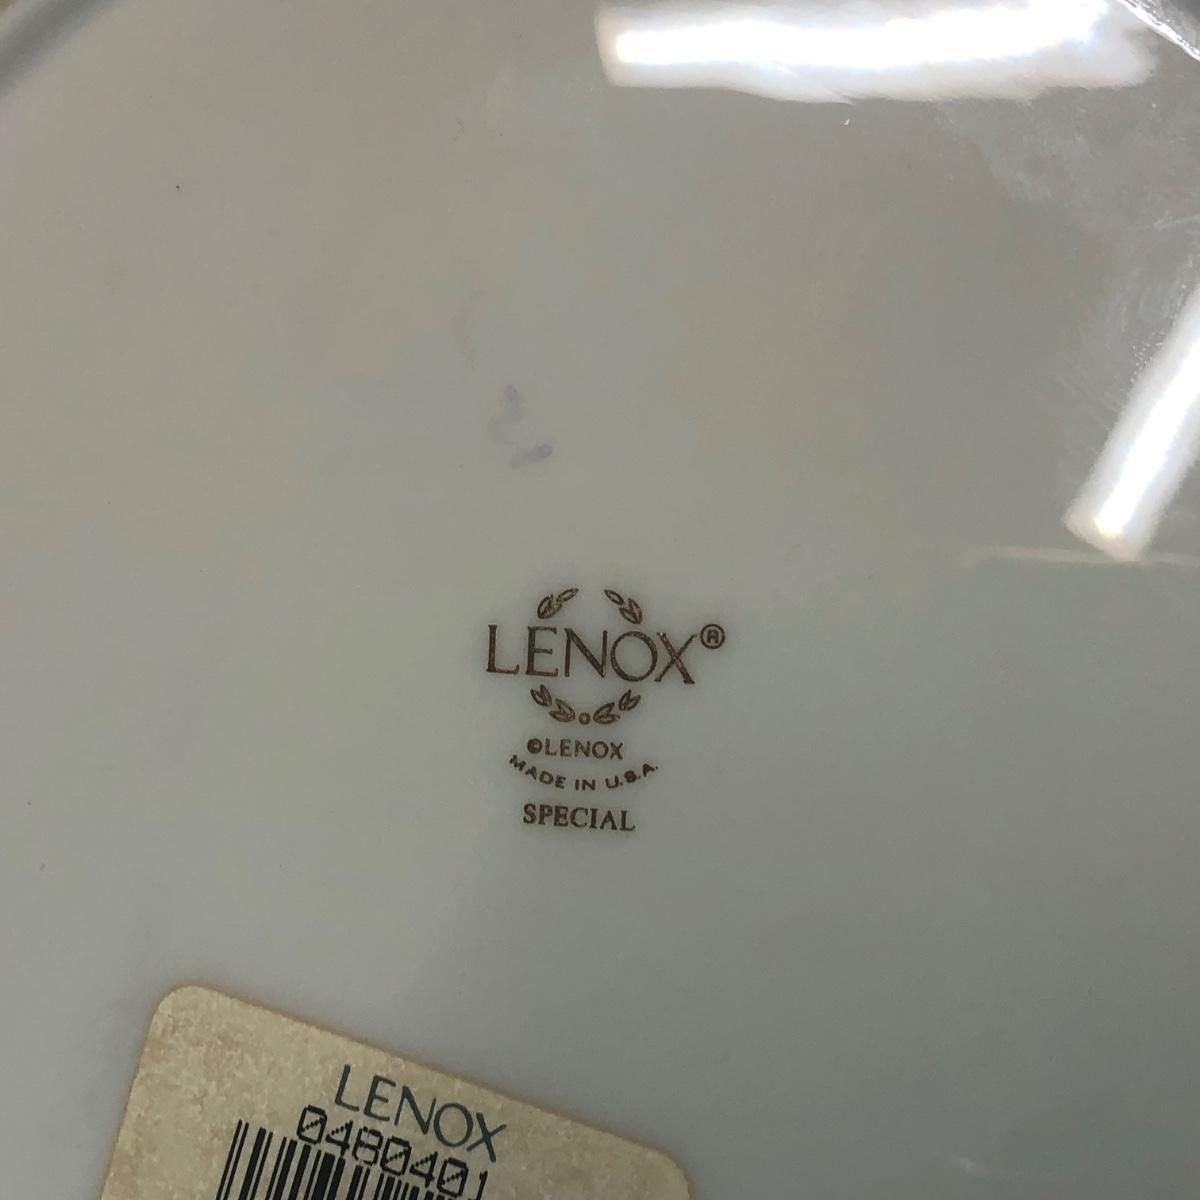 LENOX®
©LENOX
MADE IN U.S.A.
SPECIAL
LENOX
0480401